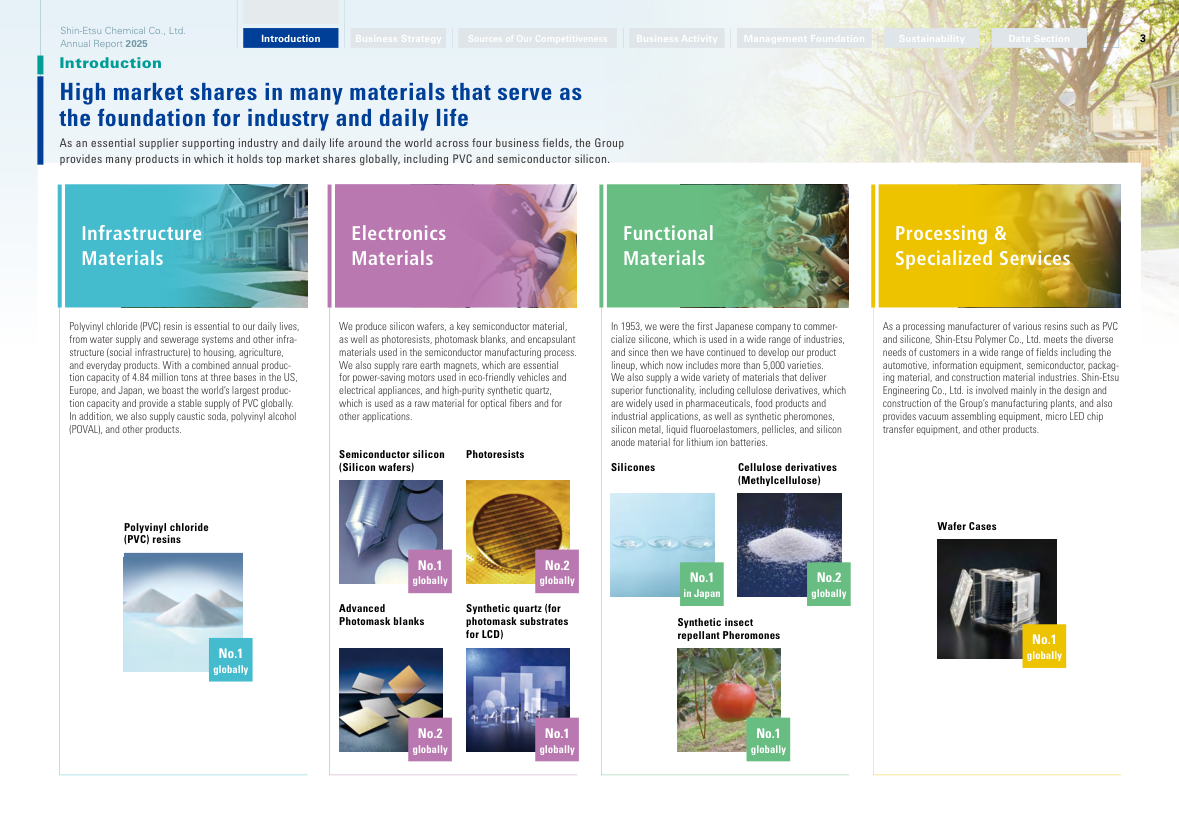 Shin-Etsu Chemical Co., Ltd.
Annual Report 2025
Introduction
Business Strategy
Sources of Our Competitiveness
Business Activity
Management Foundation
Sustainability
Data Section
3
Introduction
High market shares in many materials that serve as
the foundation for industry and daily life
As an essential supplier supporting industry and daily life around the world across four business fields, the Group
provides many products in which it holds top market shares globally, including PVC and semiconductor silicon.
Infrastructure
Materials
Polyvinyl chloride (PVC) resin is essential to our daily lives,
from water supply and sewerage systems and other infra-
structure (social infrastructure) to housing, agriculture,
and everyday products. With a combined annual produc-
tion capacity of 4.84 million tons at three bases in the US,
Europe, and Japan, we boast the world's largest produc-
tion capacity and provide a stable supply of PVC globally.
In addition, we also supply caustic soda, polyvinyl alcohol
(POVAL), and other products.
Polyvinyl chloride
(PVC) resins
No.1
globally
Electronics
Materials
We produce silicon wafers, a key semiconductor material,
as well as photoresists, photomask blanks, and encapsulant
materials used in the semiconductor manufacturing process.
We also supply rare earth magnets, which are essential
for power-saving motors used in eco-friendly vehicles and
electrical appliances, and high-purity synthetic quartz,
which is used as a raw material for optical fibers and for
other applications.
Semiconductor silicon
(Silicon wafers)
No.1
globally
Photoresists
No.2
globally
Advanced
Photomask blanks
No.2
globally
Synthetic quartz (for
photomask substrates
for LCD)
No.1
globally
Functional
Materials
In 1953, we were the first Japanese company to commer-
cialize silicone, which is used in a wide range of industries,
and since then we have continued to develop our product
lineup, which now includes more than 5,000 varieties.
We also supply a wide variety of materials that deliver
superior functionality, including cellulose derivatives, which
are widely used in pharmaceuticals, food products and
industrial applications, as well as synthetic pheromones,
silicon metal, liquid fluoroelastomers, pellicles, and silicon
anode material for lithium ion batteries.
Silicones
No.1
in Japan
Cellulose derivatives
(Methylcellulose)
No.2
globally
Synthetic insect
repellant Pheromones
No.1
globally
Processing &
Specialized Services
As a processing manufacturer of various resins such as PVC
and silicone, Shin-Etsu Polymer Co., Ltd. meets the diverse
needs of customers in a wide range of fields including the
automotive, information equipment, semiconductor, packag-
ing material, and construction material industries. Shin-Etsu
Engineering Co., Ltd. is involved mainly in the design and
construction of the Group's manufacturing plants, and also
provides vacuum assembling equipment, micro LED chip
transfer equipment, and other products.
Wafer Cases
No.1
globally